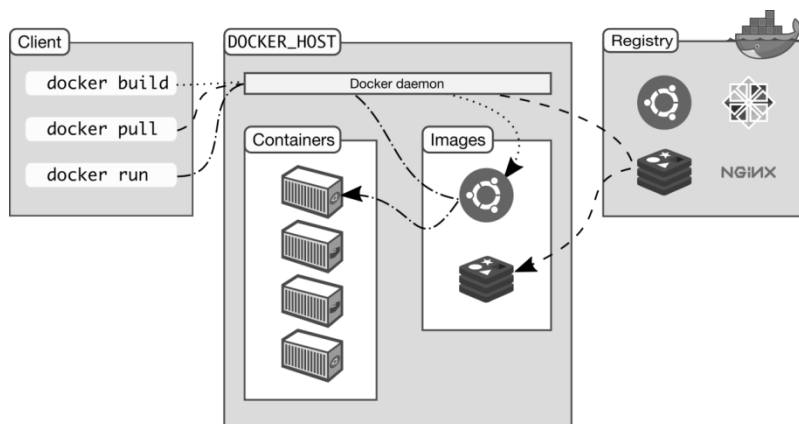 Client
docker build
docker pull
docker run
DOCKER_HOST
Docker daemon
Containers
Images
Registry
NGiNX